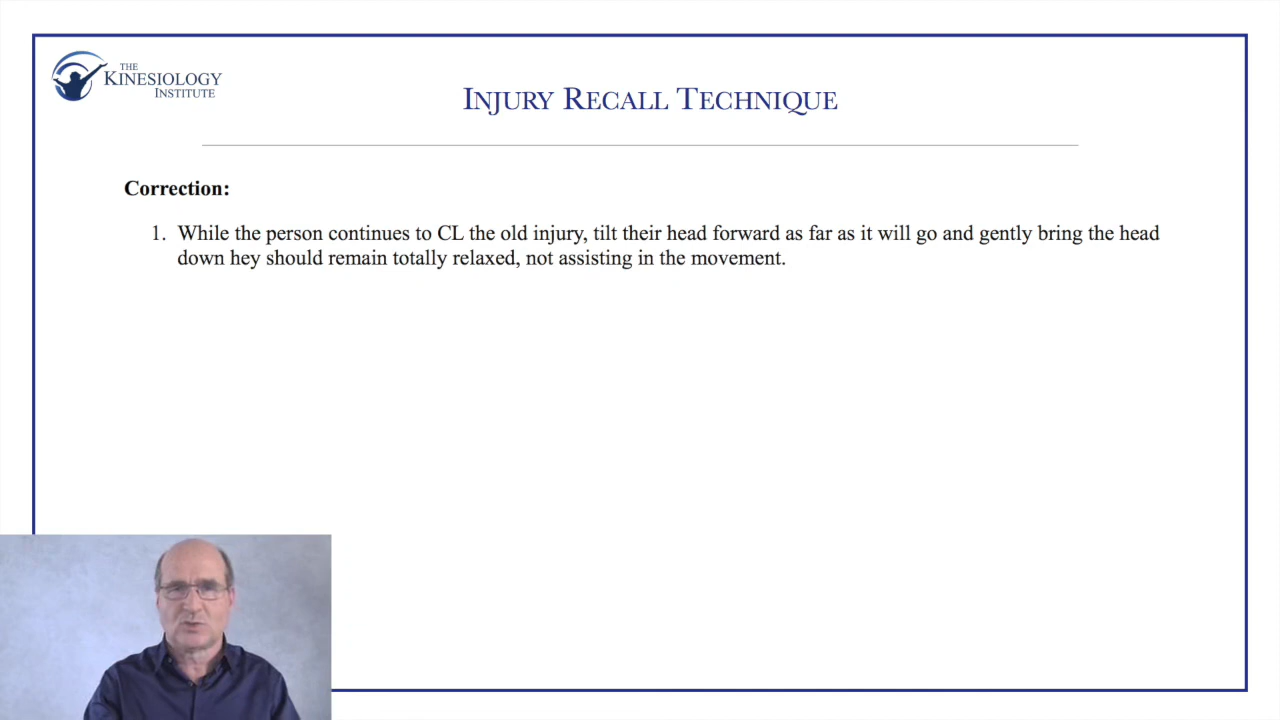 THE
KINESIOLOGY
INSTITUTE
INJURY RECALL TECHNIQUE
Correction:
1. While the person continues to CL the old injury, tilt their head forward as far as it will go and gently bring the head
down hey should remain totally relaxed, not assisting in the movement.